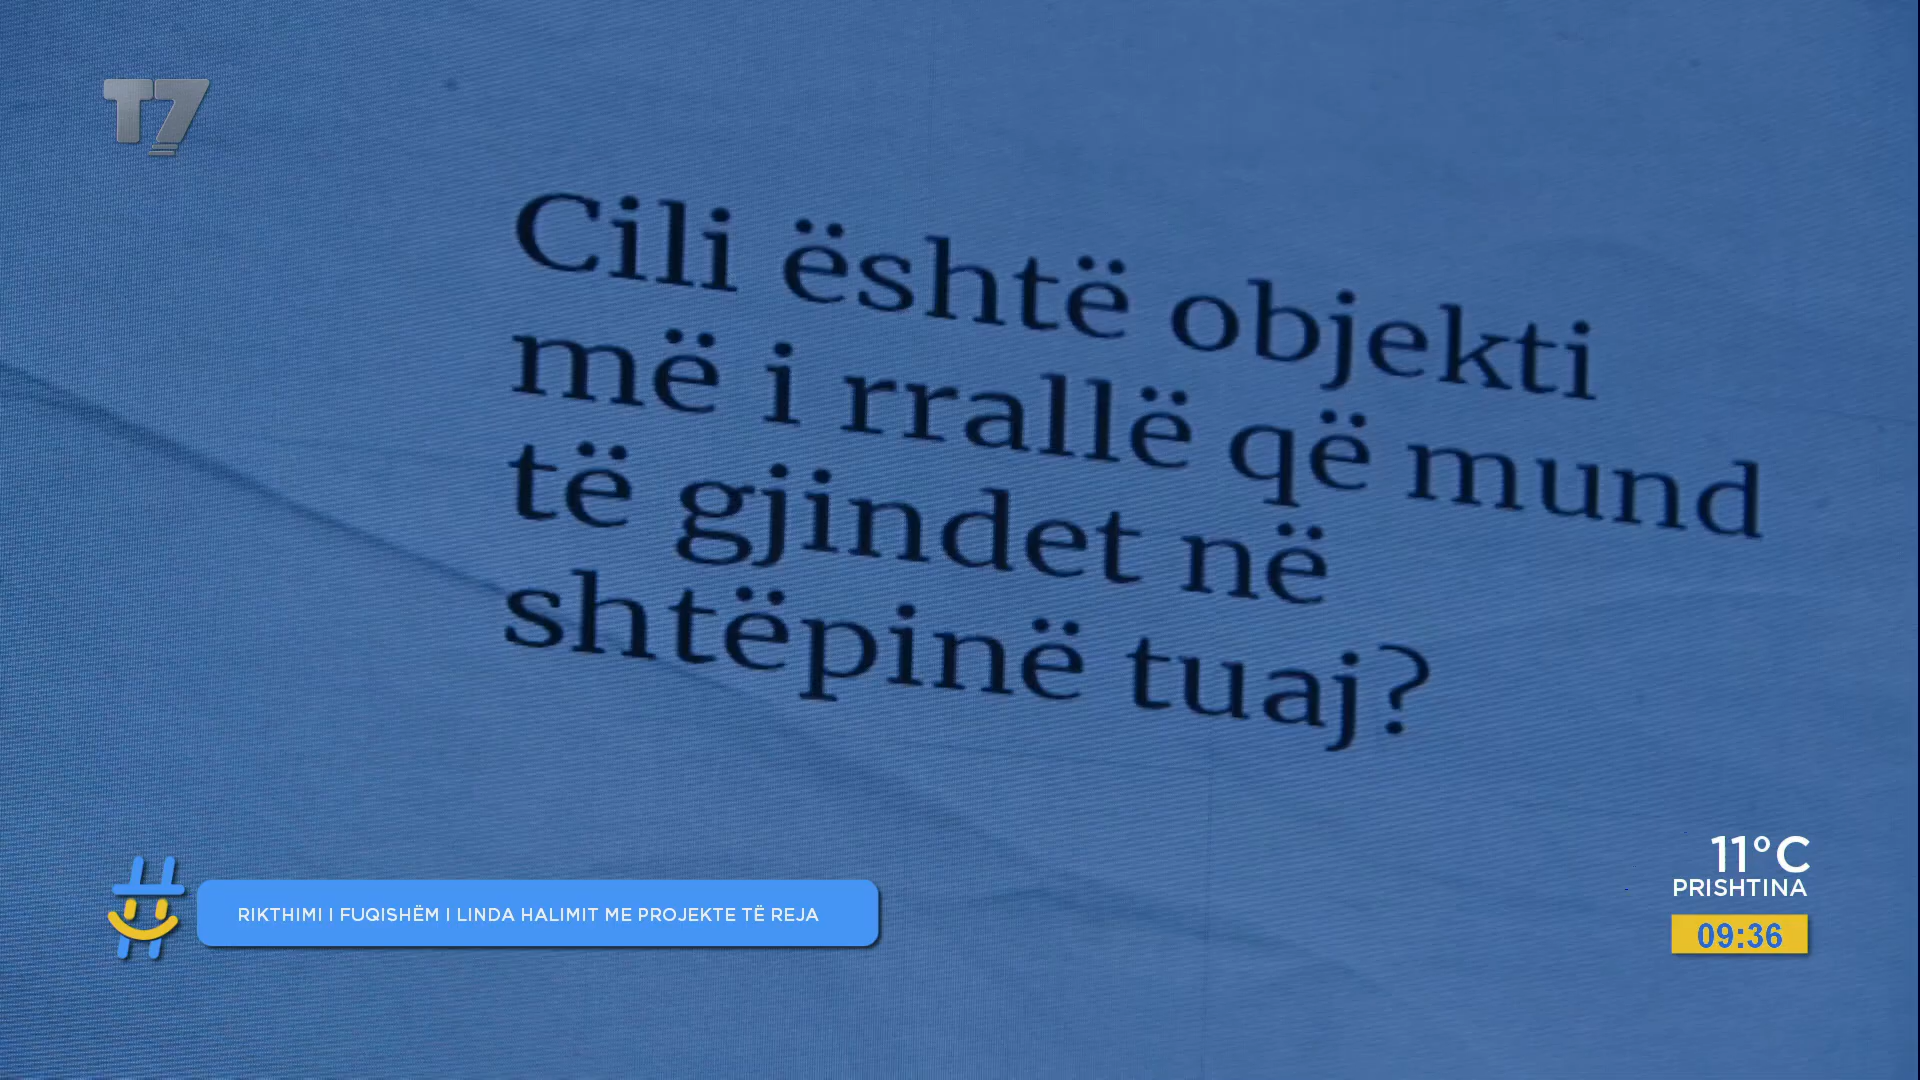 T7
Cili është objekti
më i rrallë që mund
të gjindet në
shtëpinë tuaj?
RIKTHIMI I FUQISHËM I LINDA HALIMIT ME PROJEKTE TË REJA
11°C
PRISHTINA
09:36